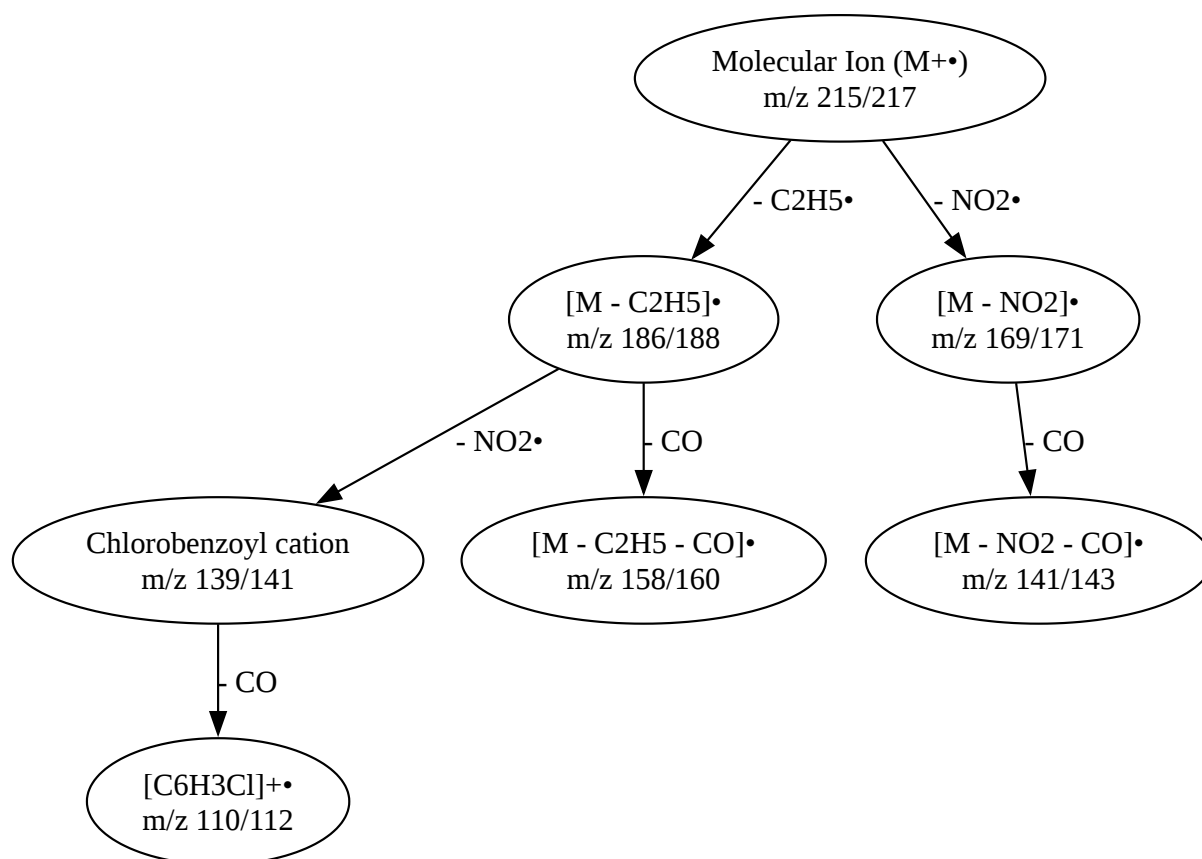 Molecular Ion (M+•)
m/z 215/217
- C2H5•
- NO2•
[M - C2H5]•
m/z 186/188
[M - NO2]•
m/z 169/171
- NO2•
- CO
- CO
Chlorobenzoyl cation
m/z 139/141
[M - C2H5 - CO]•
m/z 158/160
[M - NO2 - CO]•
m/z 141/143
- CO
[C6H3Cl]+•
m/z 110/112